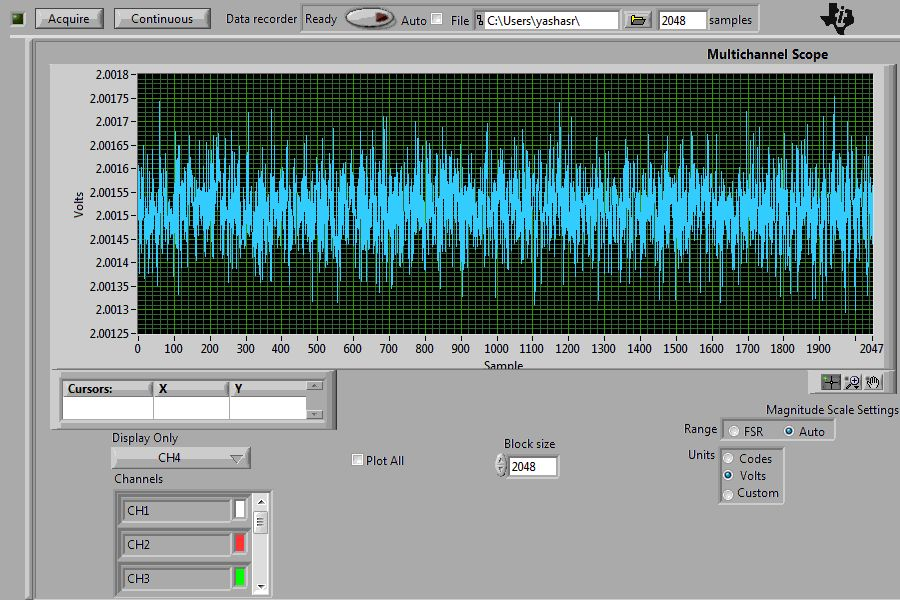 Acquire Continuous Data recorder Ready Auto File C:\Users\yashasr\ 2048 samples
Multichannel Scope
2.0018
2.00175
2.0017
2.00165
2.0016
2.00155
2.0015
2.00145
2.0014
2.00135
2.0013
2.00125
Volts
0 100 200 300 400 500 600 700 800 900 1000 1100 1200 1300 1400 1500 1600 1700 1800 1900 2047
Sample
Cursors: X Y
Magnitude Scale Settings
Range FSR Auto
Display Only
CH4
Plot All
Block size
2048
Units Codes
Volts
Custom
Channels
CH1
CH2
CH3